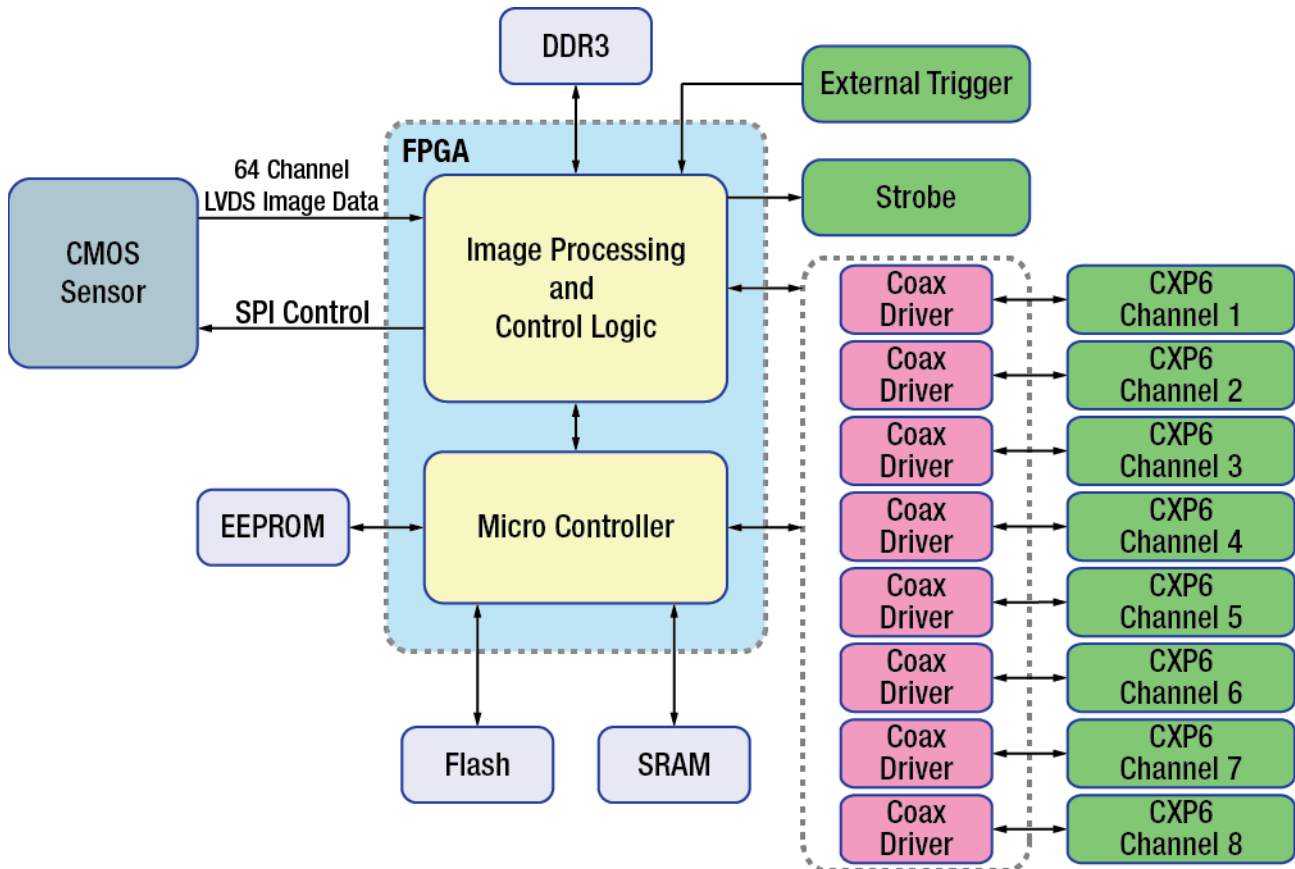 DDR3
External Trigger
FPGA
64 Channel
LVDS Image Data
Strobe
CMOS
Sensor
Image Processing
and
Control Logic
SPI Control
Coax
Driver
CXP6
Channel 1
Coax
Driver
CXP6
Channel 2
Coax
Driver
CXP6
Channel 3
EEPROM
Micro Controller
Coax
Driver
CXP6
Channel 4
Coax
Driver
CXP6
Channel 5
Coax
Driver
CXP6
Channel 6
Flash
SRAM
Coax
Driver
CXP6
Channel 7
Coax
Driver
CXP6
Channel 8